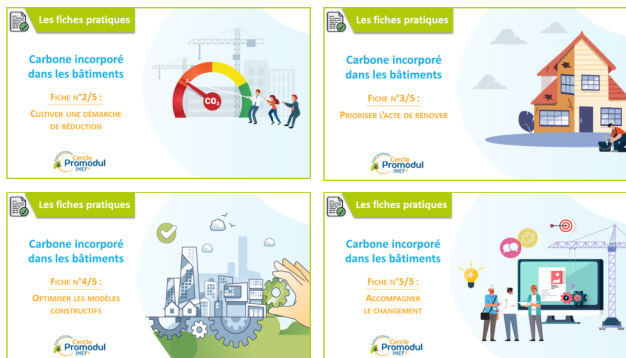 Les fiches pratiques
Carbone incorporé
dans les bâtiments
FICHE N°2/5 :
CULTIVER UNE DÉMARCHE
DE RÉDUCTION
Cercle
Promodul
INEF4
CO₂
Les fiches pratiques
Carbone incorporé
dans les bâtiments
FICHE N°3/5 :
PRIORISER L'ACTE DE RÉNOVER
Cercle
Promodul
INEF4
Les fiches pratiques
Carbone incorporé
dans les bâtiments
FICHE N°4/5 :
OPTIMISER LES MODÈLES
CONSTRUCTIFS
Cercle
Promodul
INEF4
Les fiches pratiques
Carbone incorporé
dans les bâtiments
FICHE N°5/5 :
ACCOMPAGNER
LE CHANGEMENT
Cercle
Promodul
INEF4